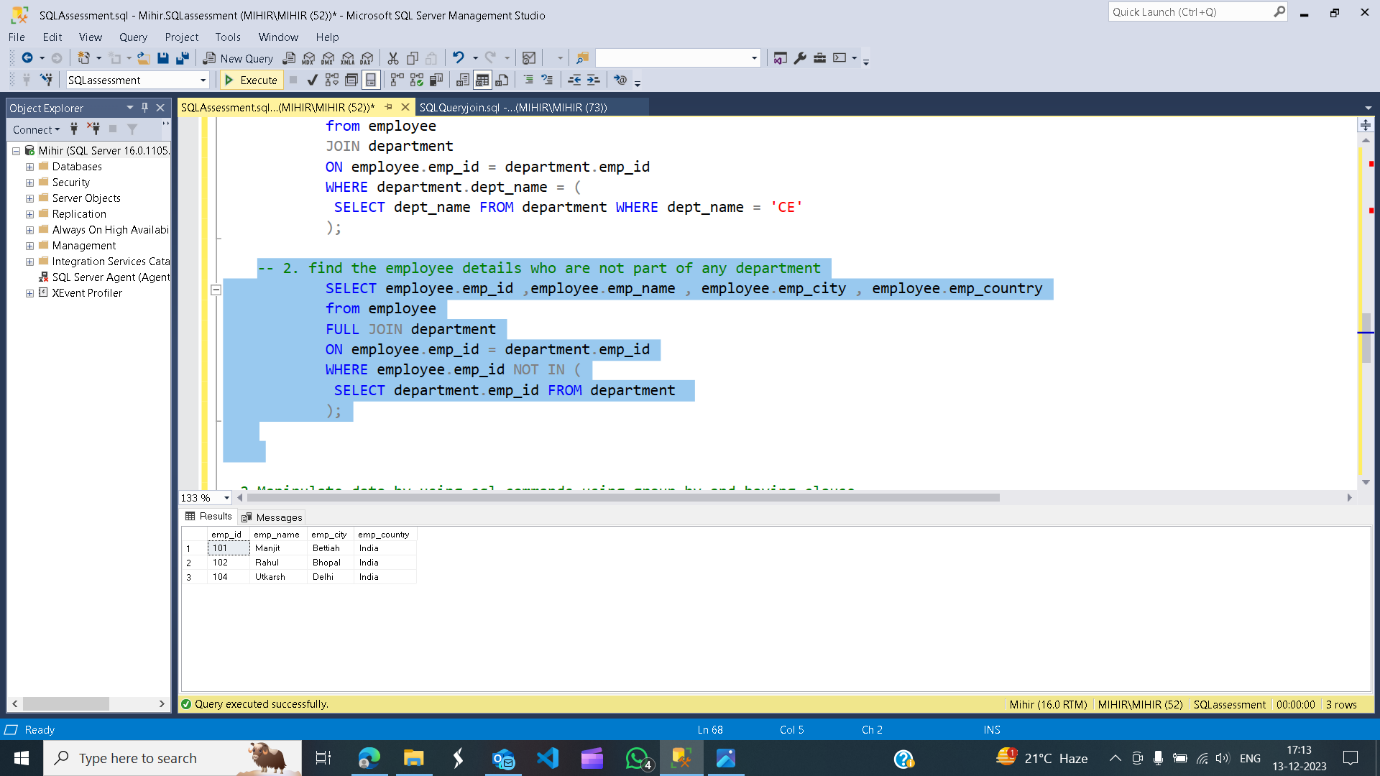 SQLAssessment.sql - Mihir.SQLassessment (MIHIR\MIHIR (52))* - Microsoft SQL Server Management Studio
Quick Launch (Ctrl+Q)
File Edit View Query Project Tools Window Help
New Query
MDX DMX XMLA DAX
SQLassessment
Execute
Object Explorer
SQLAssessment.sql...(MIHIR\MIHIR (52))*
SQLQueryjoin.sql -...(MIHIR\MIHIR (73))
Connect
Mihir (SQL Server 16.0.1105.
Databases
Security
Server Objects
Replication
Always On High Availabi
Management
Integration Services Cata
SQL Server Agent (Agent
XEvent Profiler
from employee
JOIN department
ON employee.emp_id = department.emp_id
WHERE department.dept_name = (
SELECT dept_name FROM department WHERE dept_name = 'CE'
);
-- 2. find the employee details who are not part of any department
SELECT employee.emp_id ,employee.emp_name , employee.emp_city , employee.emp_country
from employee
FULL JOIN department
ON employee.emp_id = department.emp_id
WHERE employee.emp_id NOT IN (
SELECT department.emp_id FROM department
);
133 %
Results Messages
emp_id emp_name emp_city emp_country
1 101 Manjit Bettiah India
2 102 Rahul Bhopal India
3 104 Utkarsh Delhi India
Query executed successfully.
Mihir (16.0 RTM) MIHIR\MIHIR (52) SQLassessment 00:00:00 3 rows
Ready
Ln 68 Col 5 Ch 2 INS
Type here to search
4
1
21°C Haze
ENG
17:13
13-12-2023